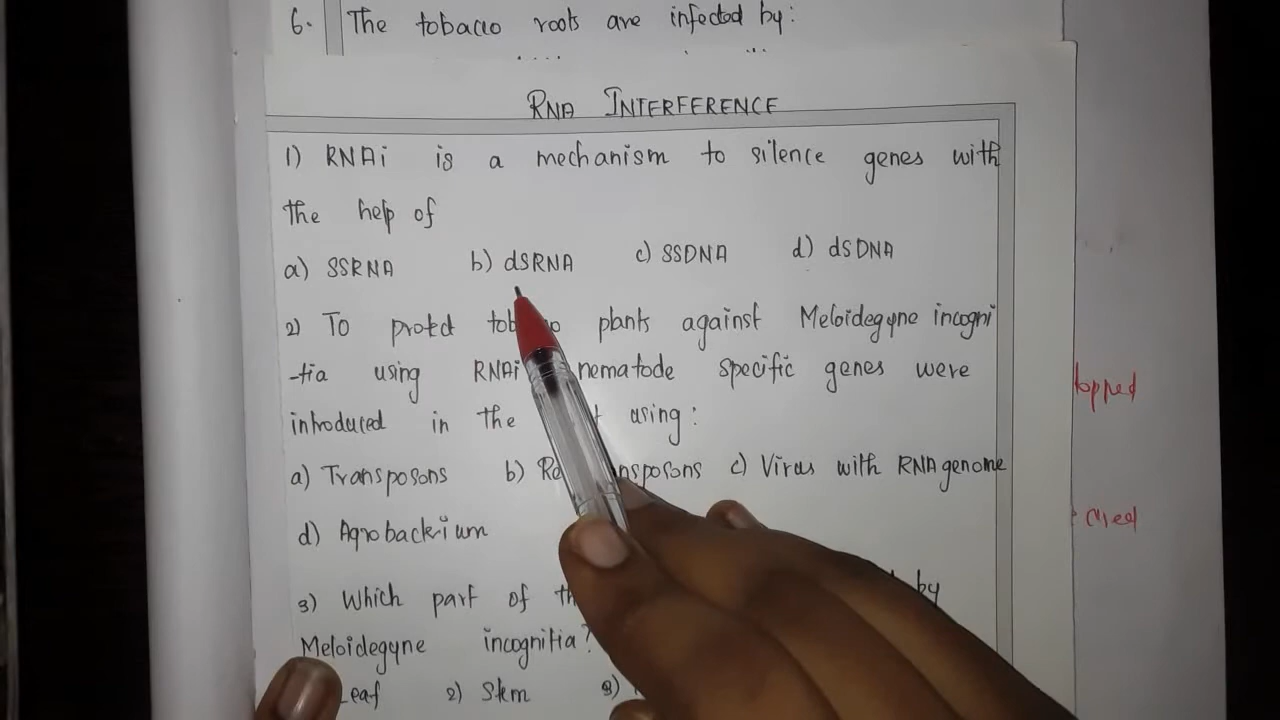 6. The tobacco roots are infected by:
RNA INTERFERENCE
1) RNAi is a mechanism to silence genes with
the help of
a) SSRNA b) dSRNA c) SSDNA d) dSDNA
2) To protect plants against Meloidegyne incogni
-tia using RNAi nematode specific genes were
introduced in the using:
a) Transposons b) c) Virus with RNA genome
d) Agrobacterium
3) Which part of by
Meloidegyne incognitia?
Leaf 2) Stem
topped